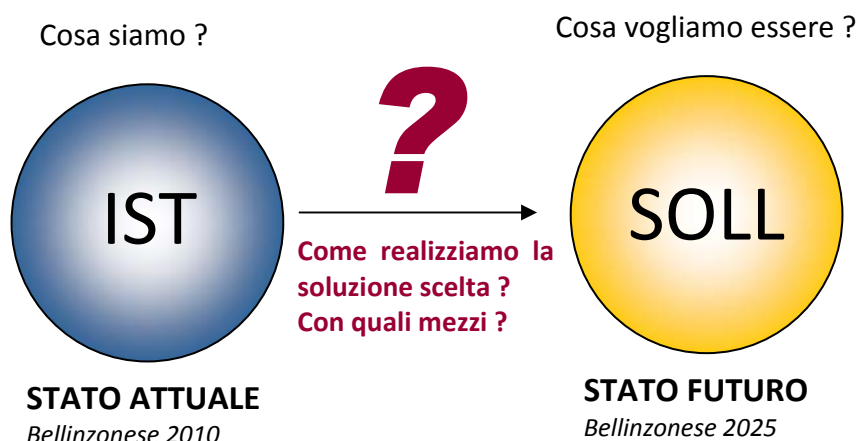 Cosa siamo ?
Cosa vogliamo essere ?
?
IST
SOLL
Come realizziamo la
soluzione scelta ?
Con quali mezzi ?
STATO ATTUALE
Bellinzonese 2010
STATO FUTURO
Bellinzonese 2025